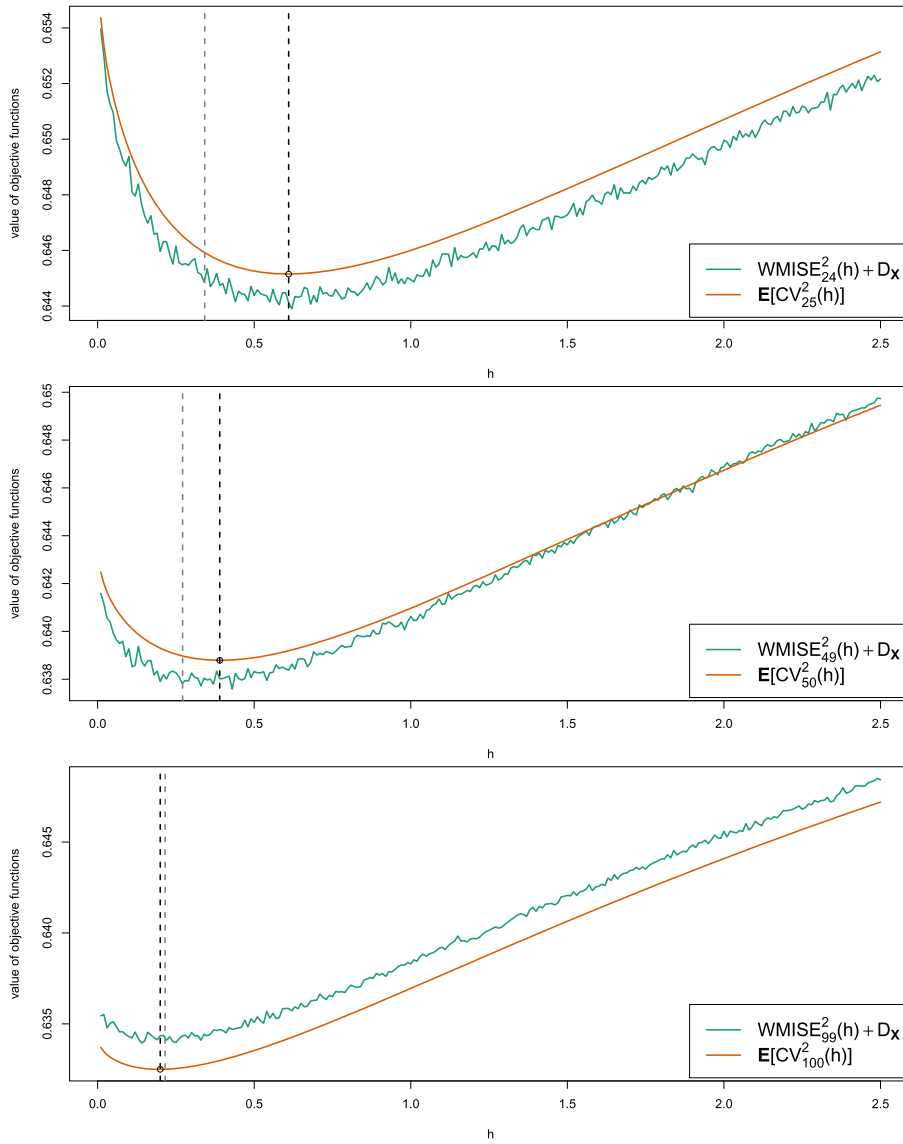 value of objective functions
0.644 0.646 0.648 0.650 0.652 0.654
0.0 0.5 1.0 1.5 2.0 2.5
h
WMISE²₂₄(h) + D_X
E[CV²₂₅(h)]
value of objective functions
0.638 0.640 0.642 0.644 0.646 0.648 0.65
0.0 0.5 1.0 1.5 2.0 2.5
h
WMISE²₄₉(h) + D_X
E[CV²₅₀(h)]
value of objective functions
0.635 0.640 0.645
0.0 0.5 1.0 1.5 2.0 2.5
h
WMISE²₉₉(h) + D_X
E[CV²₁₀₀(h)]